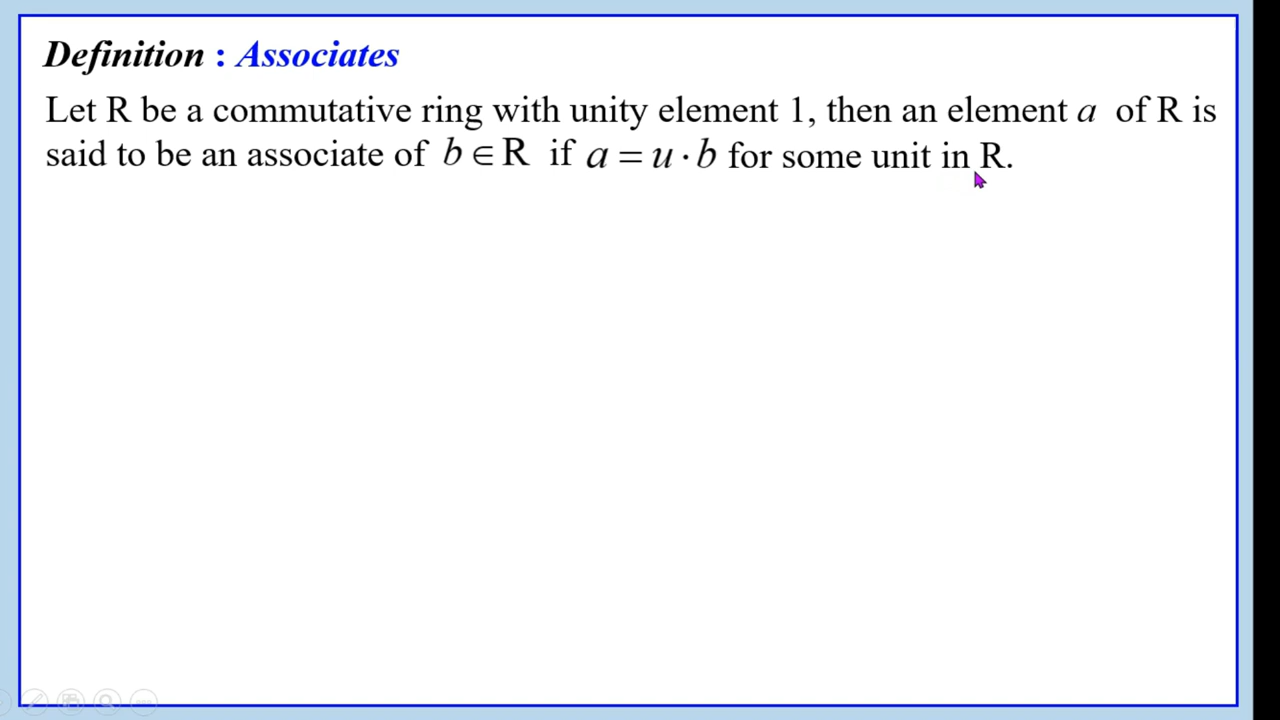 Definition : Associates
Let R be a commutative ring with unity element 1, then an element a of R is
said to be an associate of b ∈ R if a = u · b for some unit in R.